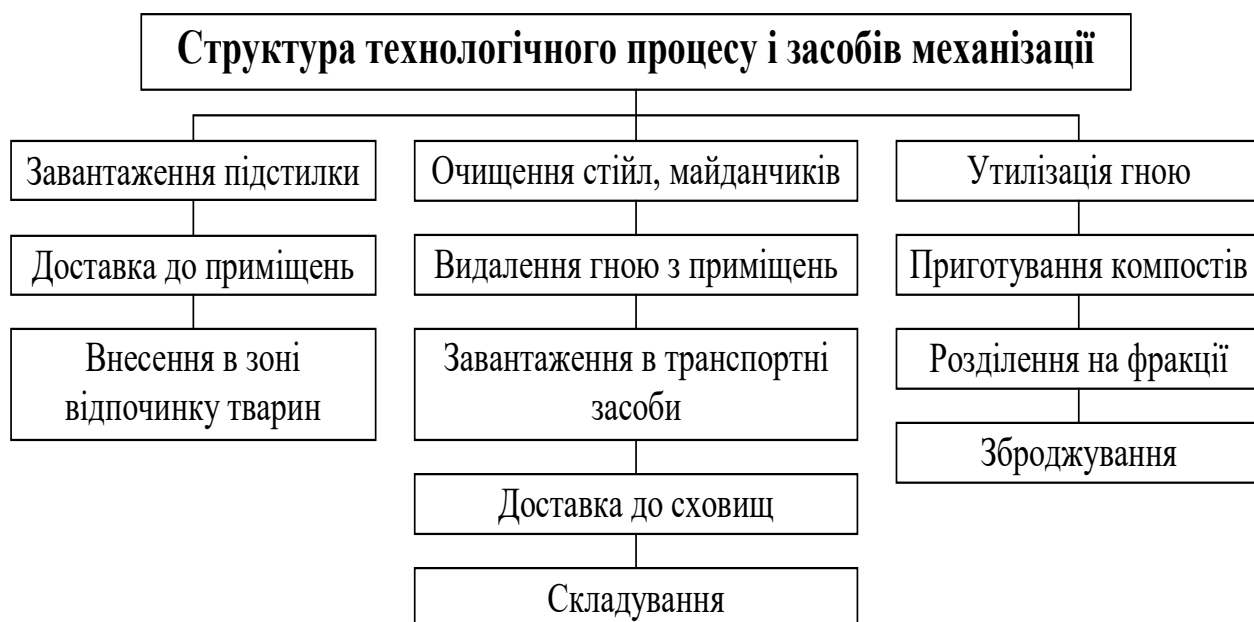 Структура технологічного процесу і засобів механізації
Завантаження підстилки
Доставка до приміщень
Внесення в зоні
відпочинку тварин
Очищення стійл, майданчиків
Видалення гною з приміщень
Завантаження в транспортні
засоби
Доставка до сховищ
Складування
Утилізація гною
Приготування компостів
Розділення на фракції
Зброджування